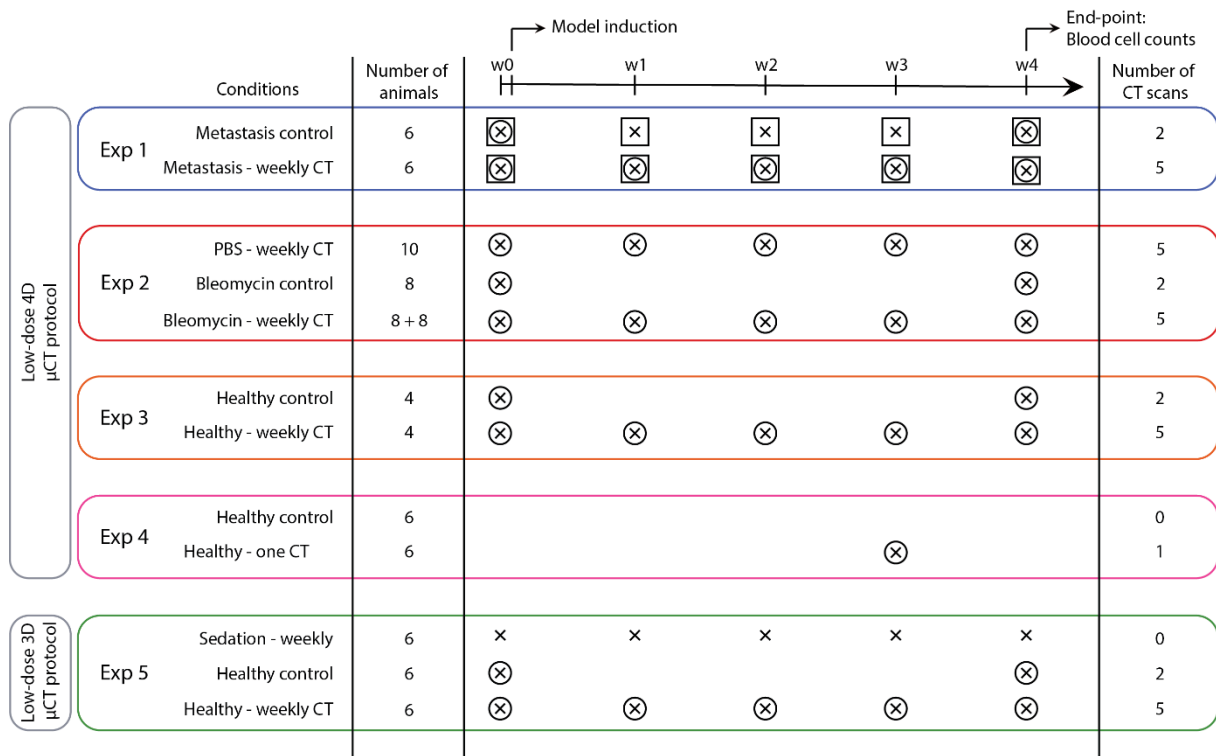 Model induction
End-point:
Blood cell counts
Conditions
Number of
animals
w0 w1 w2 w3 w4
Number of
CT scans
Low-dose 4D
µCT protocol
Exp 1
Metastasis control 6 2
Metastasis - weekly CT 6 5
Exp 2
PBS - weekly CT 10 5
Bleomycin control 8 2
Bleomycin - weekly CT 8 + 8 5
Exp 3
Healthy control 4 2
Healthy - weekly CT 4 5
Exp 4
Healthy control 6 0
Healthy - one CT 6 1
Low-dose 3D
µCT protocol
Exp 5
Sedation - weekly 6 0
Healthy control 6 2
Healthy - weekly CT 6 5